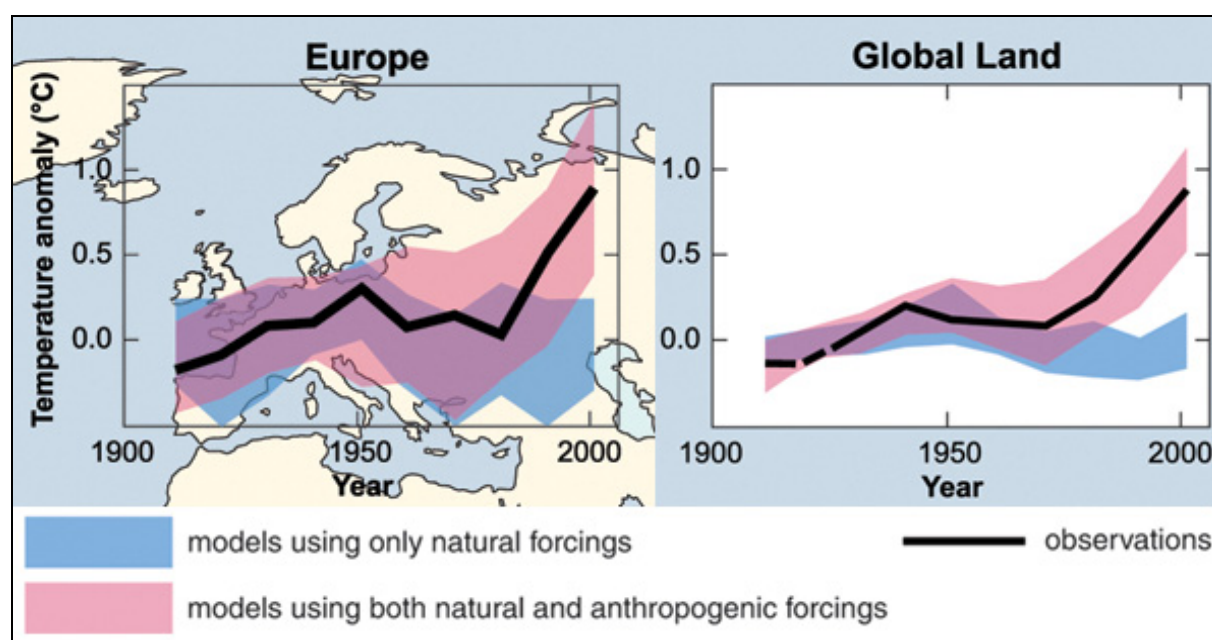 Europe
Global Land
Temperature anomaly (°C)
1.0
0.5
0.0
1900
1950
2000
Year
1.0
0.5
0.0
1900
1950
2000
Year
models using only natural forcings
observations
models using both natural and anthropogenic forcings